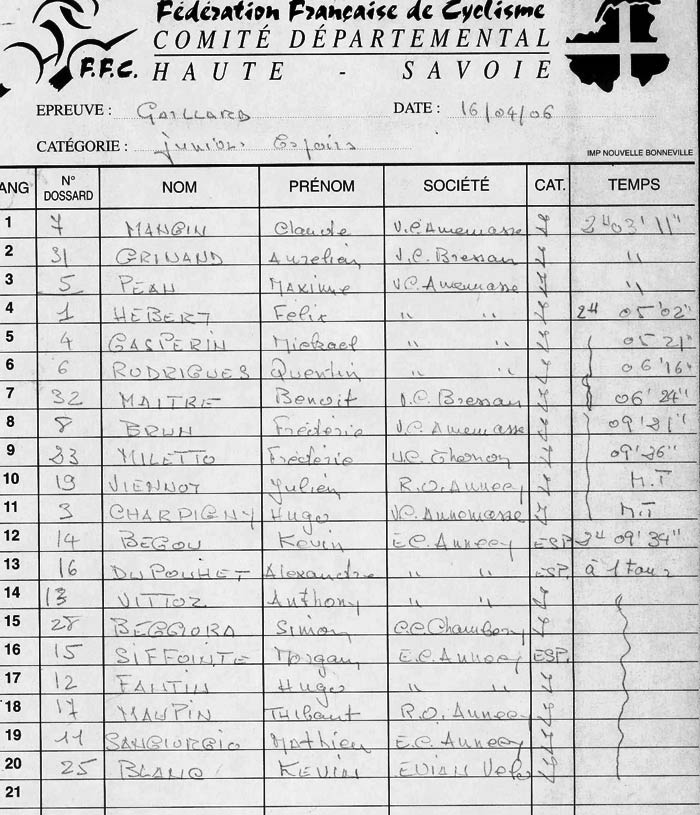 Fédération Française de Cyclisme
COMITÉ DÉPARTEMENTAL
F.F.C. HAUTE - SAVOIE
EPREUVE : GAILLARD DATE : 16/04/06
CATÉGORIE : Juniors Espoirs
IMP NOUVELLE BONNEVILLE
ANG N° DOSSARD NOM PRÉNOM SOCIÉTÉ CAT. TEMPS
1 7 MANGIN Claude V.C. Annemasse 2H03'11"
2 31 GRINAND Aurelien V.C. Bressan "
3 5 PEAN Maxime V.C. Annemasse "
4 1 HEBERT Félix " " 2H 05'02"
5 4 GASPERIN Mickael " " 05'21"
6 6 RODRIGUES Quentin " " 06'16"
7 32 MAITRE Benoit V.C. Bressan 06'24"
8 8 BRUN Frédéric V.C. Annemasse 09'31"
9 33 MILETTO Frédéric U.C. Thonon 09'36"
10 19 VIENNOT Julien R.O. Annecy M.T
11 3 CHARDIGNY Hugo V.C. Annemasse M.T
12 14 BEGOU Kevin E.C. Annecy ESP. 2H 09'34"
13 16 DUPOUHET Alexandre " " ESP. à 1 tour
14 13 VITTOZ Anthony " "
15 28 BEGGIORA Simon C.C. Chambery
16 15 SIFFOINTE Morgan E.C. Annecy ESP.
17 12 FANTIN Hugo " "
18 17 MAUPIN Thibaut R.O. Annecy
19 11 SANGIORGIO Mathieu E.C. Annecy
20 25 BLANC KEVIN EVIAN Velo
21